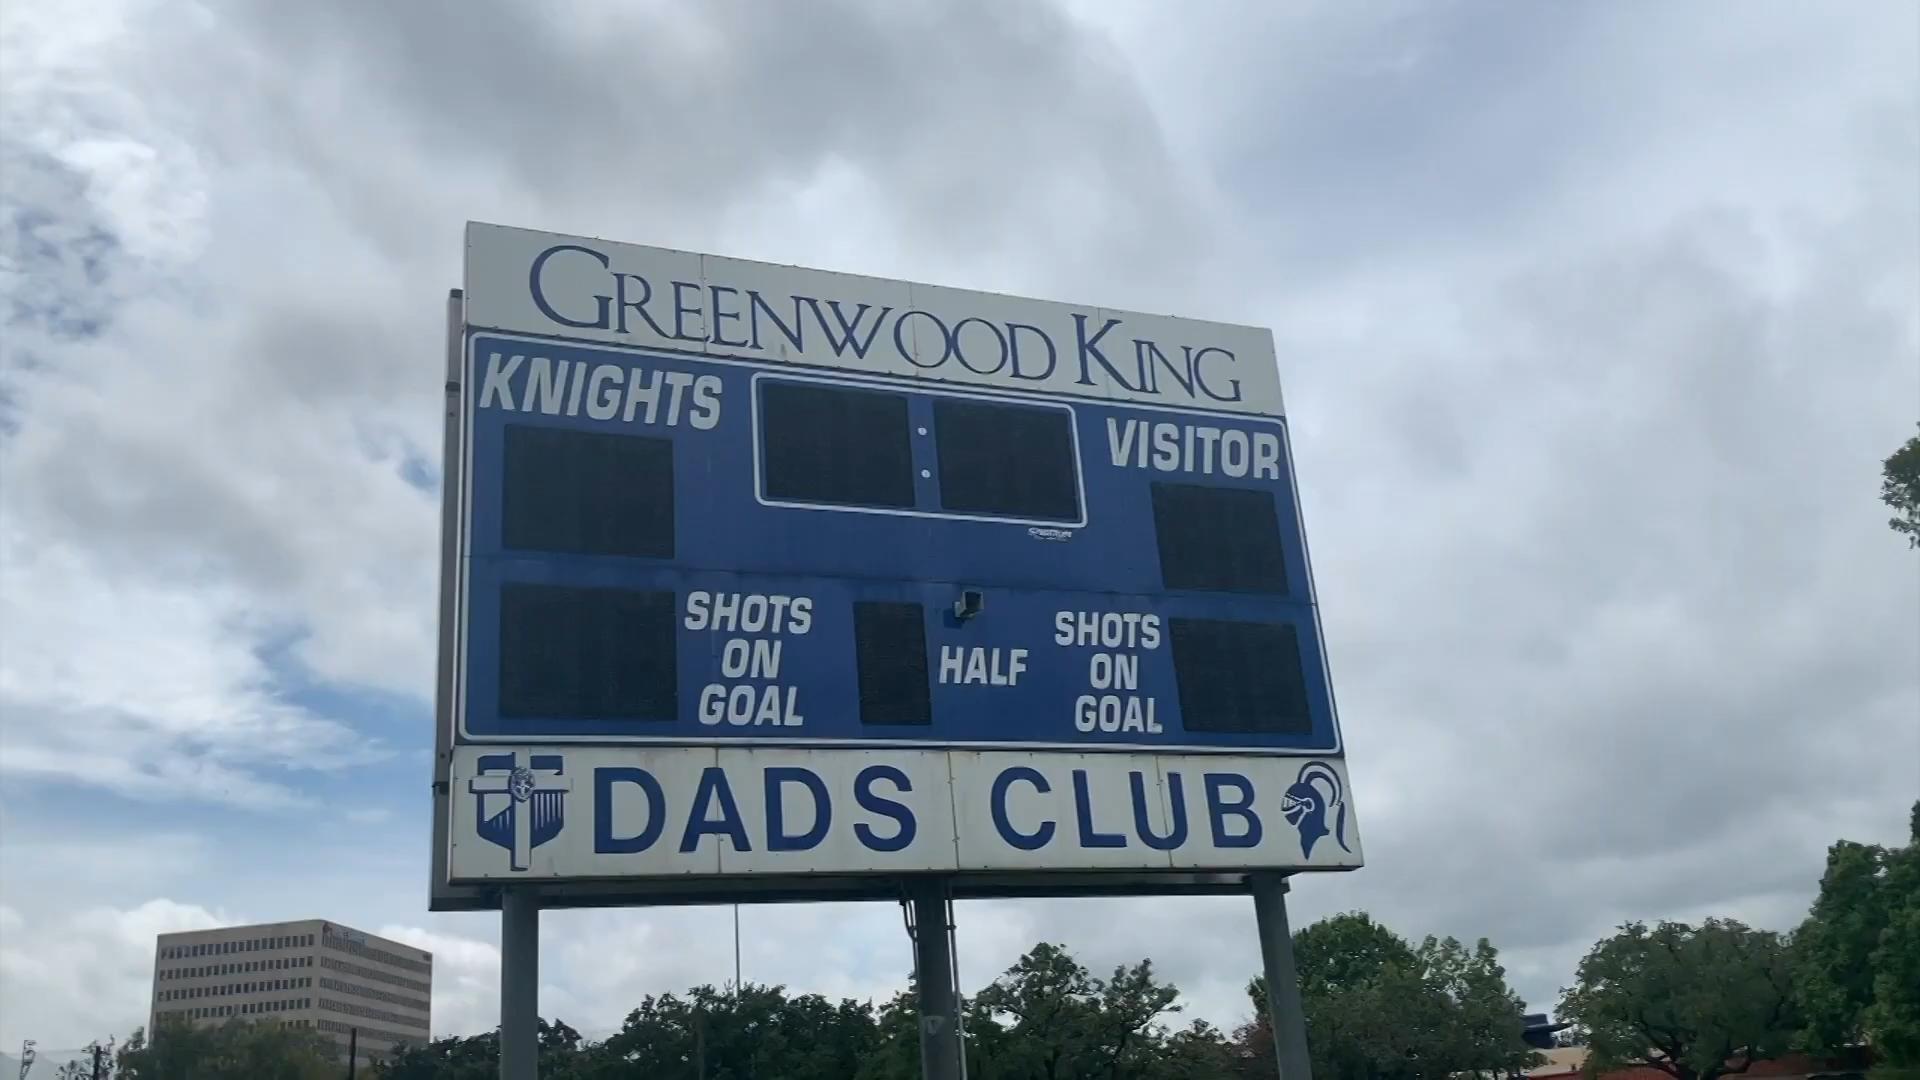 GREENWOOD KING
KNIGHTS
VISITOR
SHOTS
ON
GOAL
HALF
SHOTS
ON
GOAL
DADS CLUB